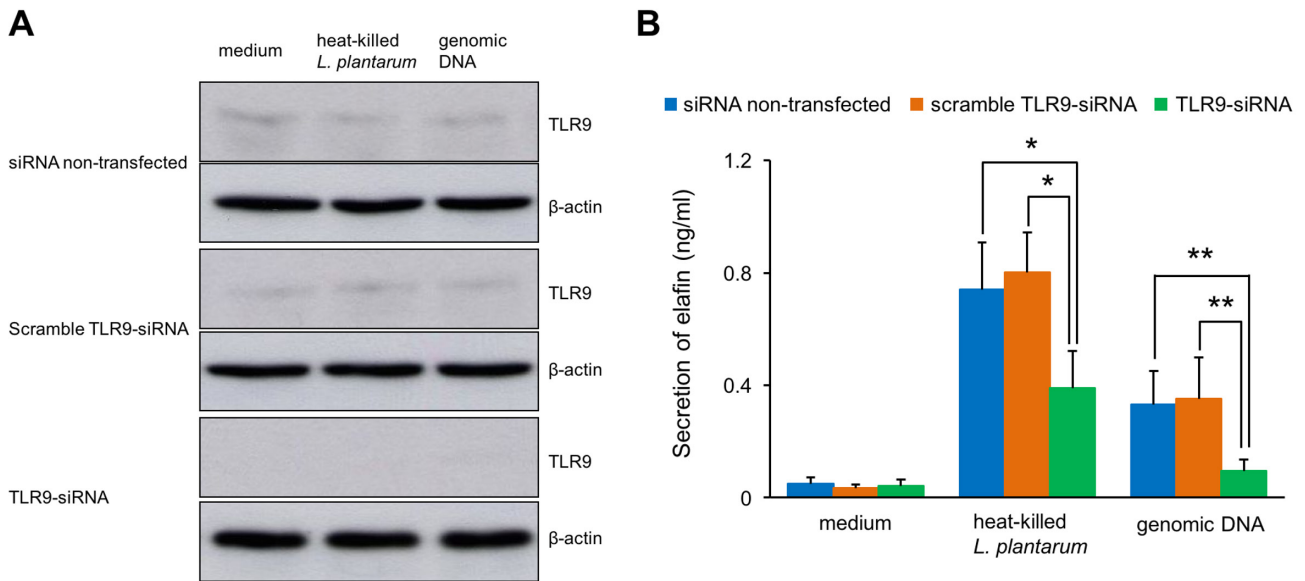 A
medium
heat-killed
L. plantarum
genomic
DNA
siRNA non-transfected
TLR9
β-actin
Scramble TLR9-siRNA
TLR9
β-actin
TLR9-siRNA
TLR9
β-actin
B
siRNA non-transfected scramble TLR9-siRNA TLR9-siRNA
Secretion of elafin (ng/ml)
1.2
0.8
0.4
0
*
*
**
**
medium
heat-killed
L. plantarum
genomic DNA